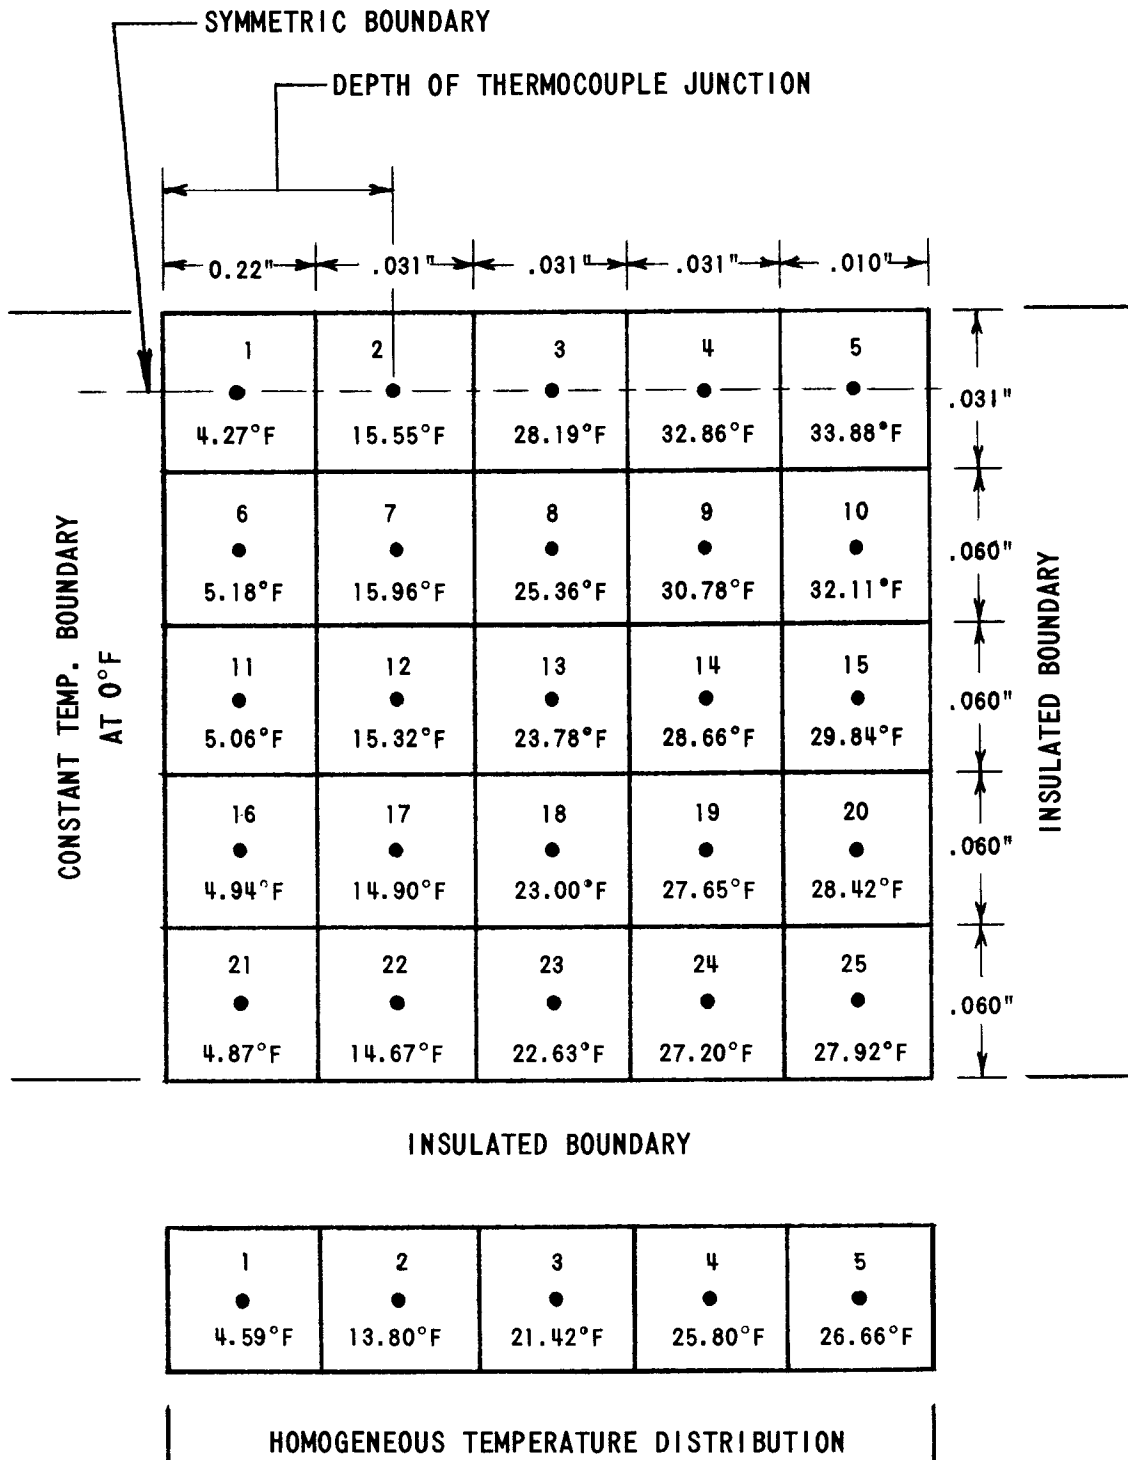 SYMMETRIC BOUNDARY
DEPTH OF THERMOCOUPLE JUNCTION
0.22" .031" .031" .031" .010"
1 2 3 4 5
4.27°F 15.55°F 28.19°F 32.86°F 33.88°F
.031"
6 7 8 9 10
5.18°F 15.96°F 25.36°F 30.78°F 32.11°F
.060"
11 12 13 14 15
5.06°F 15.32°F 23.78°F 28.66°F 29.84°F
.060"
16 17 18 19 20
4.94°F 14.90°F 23.00°F 27.65°F 28.42°F
.060"
21 22 23 24 25
4.87°F 14.67°F 22.63°F 27.20°F 27.92°F
.060"
CONSTANT TEMP. BOUNDARY
AT 0°F
INSULATED BOUNDARY
INSULATED BOUNDARY
1 2 3 4 5
4.59°F 13.80°F 21.42°F 25.80°F 26.66°F
HOMOGENEOUS TEMPERATURE DISTRIBUTION